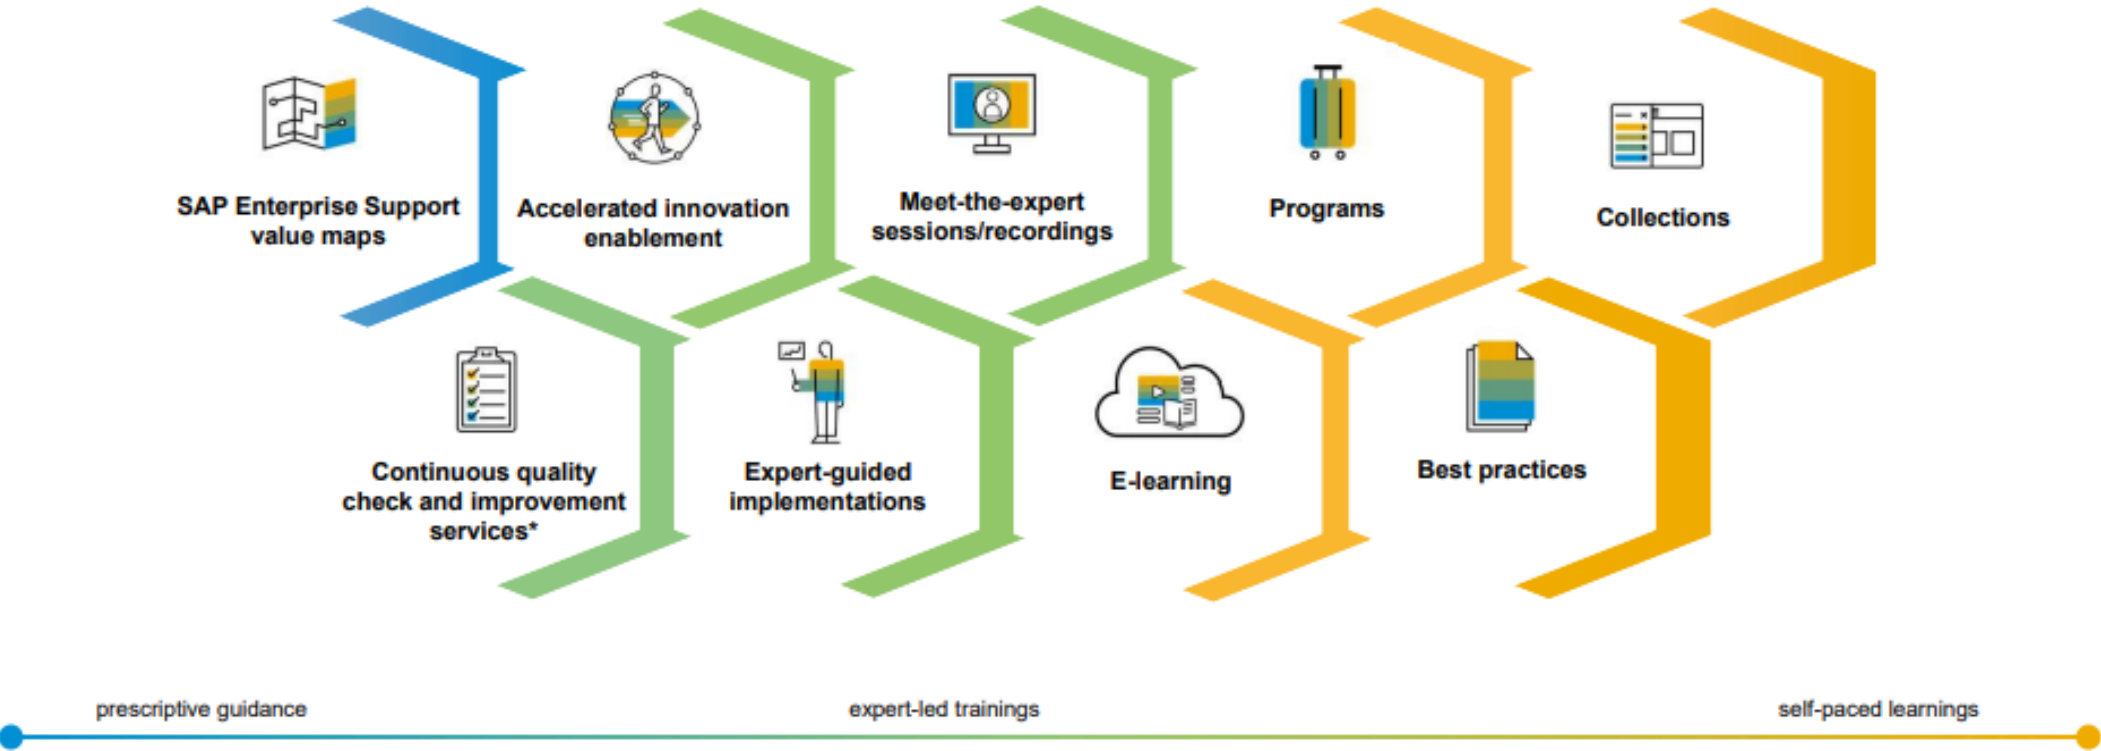 SAP Enterprise Support
value maps
Accelerated innovation
enablement
Meet-the-expert
sessions/recordings
Programs
Collections
Continuous quality
check and improvement
services*
Expert-guided
implementations
E-learning
Best practices
prescriptive guidance
expert-led trainings
self-paced learnings